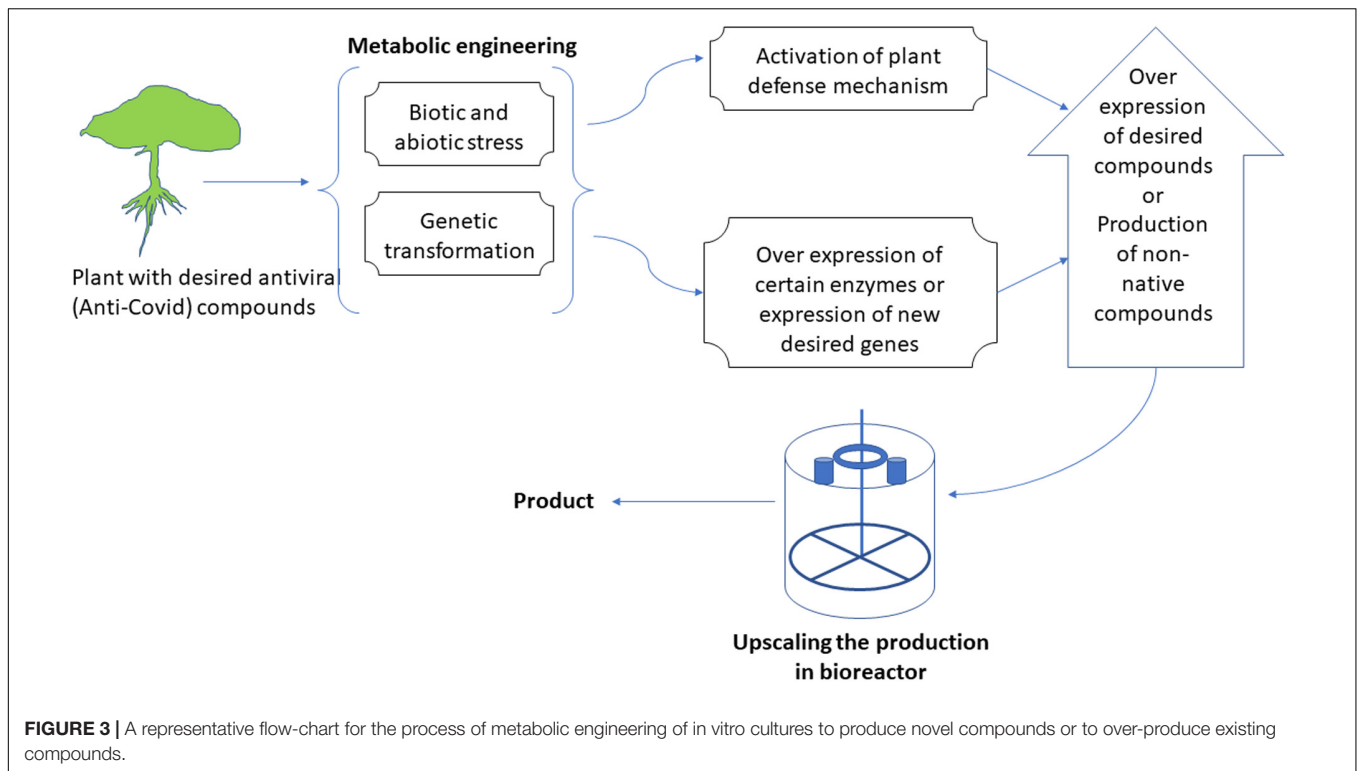 Metabolic engineering
Biotic and
abiotic stress
Genetic
transformation
Plant with desired antiviral
(Anti-Covid) compounds
Activation of plant
defense mechanism
Over expression of
certain enzymes or
expression of new
desired genes
Over
expression
of desired
compounds
or
Production
of non-
native
compounds
Product
Upscaling the production
in bioreactor
FIGURE 3 | A representative flow-chart for the process of metabolic engineering of in vitro cultures to produce novel compounds or to over-produce existing
compounds.